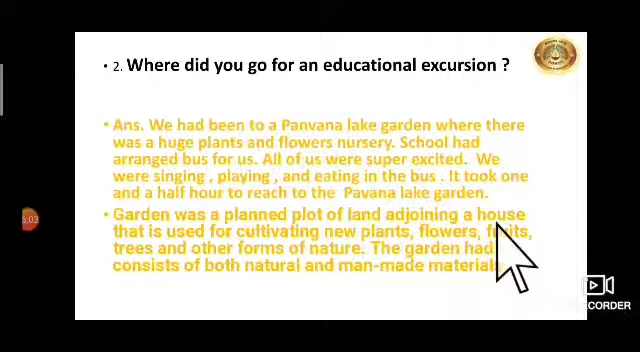 • 2. Where did you go for an educational excursion ?
• Ans. We had been to a Panvana lake garden where there
was a huge plants and flowers nursery. School had
arranged bus for us. All of us were super excited. We
were singing , playing , and eating in the bus . It took one
and a half hour to reach to the Pavana lake garden.
• Garden was a planned plot of land adjoining a house
that is used for cultivating new plants, flowers, fruits,
trees and other forms of nature. The garden had
consists of both natural and man-made materials
:03
CORDER